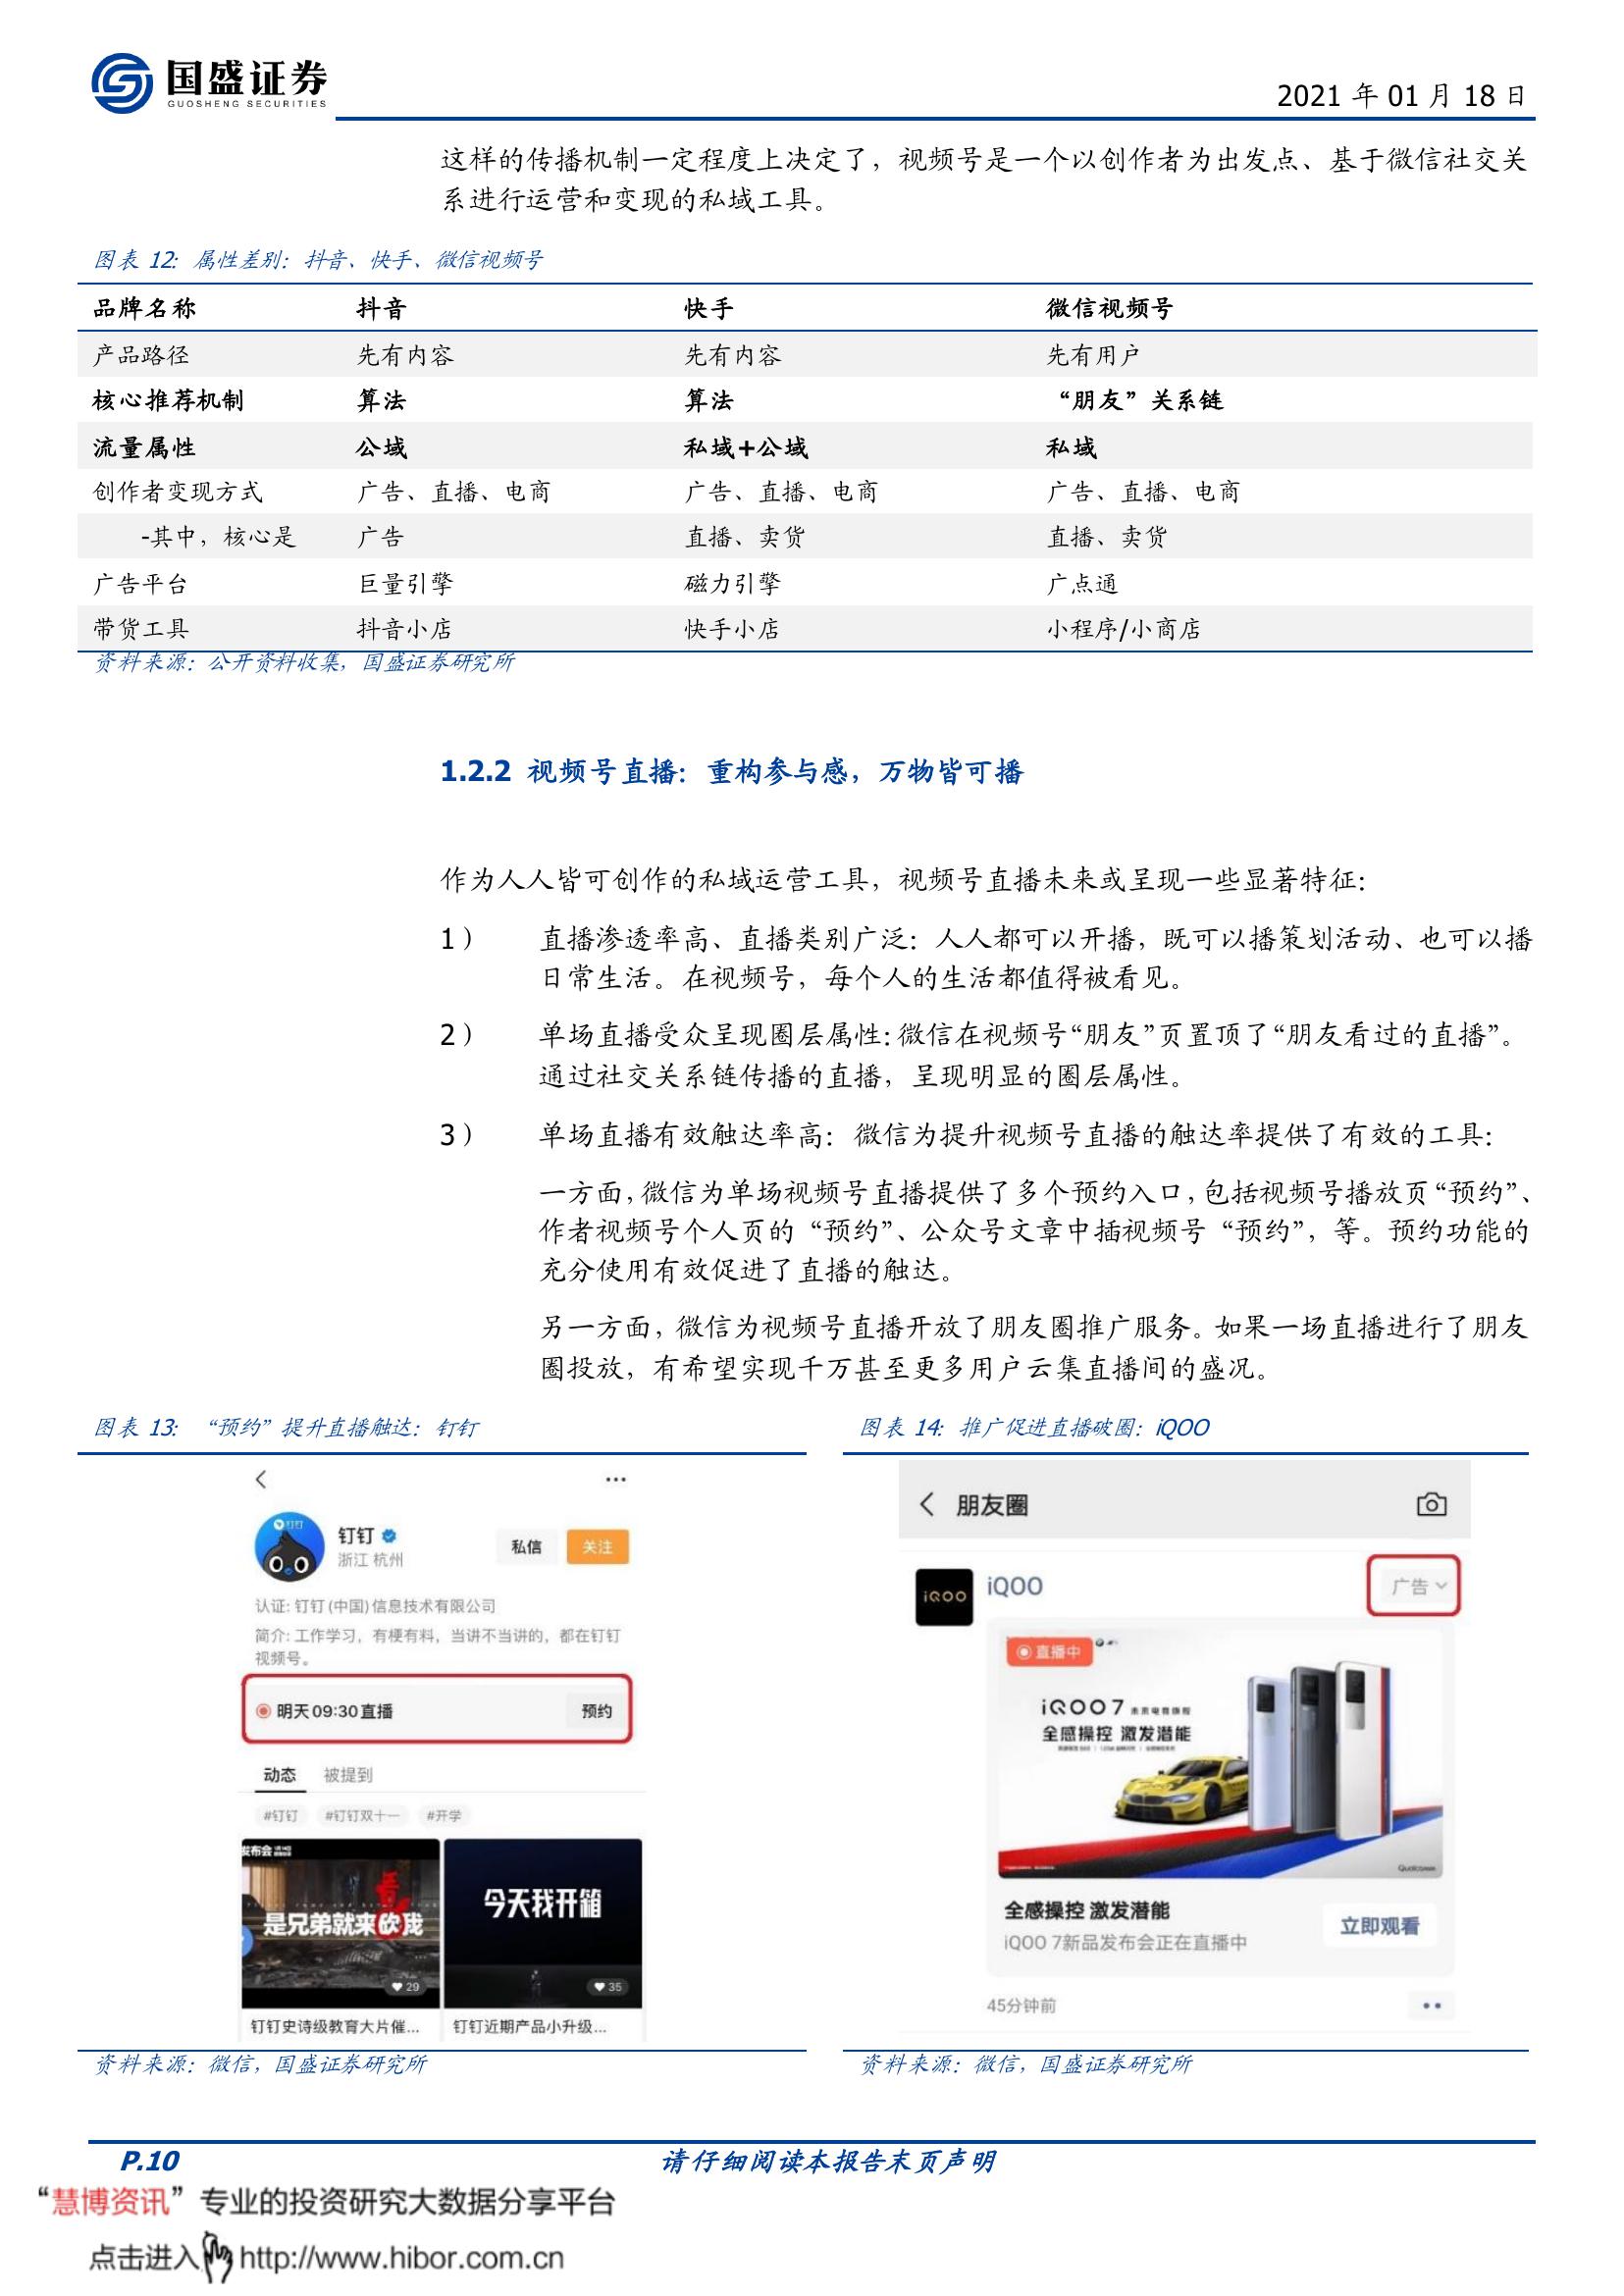 国盛证券
GUOSHENG SECURITIES
2021 年 01 月 18 日
这样的传播机制一定程度上决定了，视频号是一个以创作者为出发点、基于微信社交关
系进行运营和变现的私域工具。
图表 12：属性差别：抖音、快手、微信视频号
品牌名称 抖音 快手 微信视频号
产品路径 先有内容 先有内容 先有用户
核心推荐机制 算法 算法 “朋友”关系链
流量属性 公域 私域+公域 私域
创作者变现方式 广告、直播、电商 广告、直播、电商 广告、直播、电商
-其中，核心是 广告 直播、卖货 直播、卖货
广告平台 巨量引擎 磁力引擎 广点通
带货工具 抖音小店 快手小店 小程序/小商店
资料来源：公开资料收集，国盛证券研究所
1.2.2 视频号直播：重构参与感，万物皆可播
作为人人皆可创作的私域运营工具，视频号直播未来或呈现一些显著特征：
1） 直播渗透率高、直播类别广泛：人人都可以开播，既可以播策划活动、也可以播
日常生活。在视频号，每个人的生活都值得被看见。
2） 单场直播受众呈现圈层属性：微信在视频号“朋友”页置顶了“朋友看过的直播”。
通过社交关系链传播的直播，呈现明显的圈层属性。
3） 单场直播有效触达率高：微信为提升视频号直播的触达率提供了有效的工具：
一方面，微信为单场视频号直播提供了多个预约入口，包括视频号播放页“预约”、
作者视频号个人页的“预约”、公众号文章中插视频号“预约”，等。预约功能的
充分使用有效促进了直播的触达。
另一方面，微信为视频号直播开放了朋友圈推广服务。如果一场直播进行了朋友
圈投放，有希望实现千万甚至更多用户云集直播间的盛况。
图表 13： “预约”提升直播触达：钉钉
钉钉
钉钉
浙江 杭州
私信
关注
认证: 钉钉(中国)信息技术有限公司
简介: 工作学习，有梗有料，当讲不当讲的，都在钉钉
视频号。
明天09:30直播
预约
动态 被提到
#钉钉 #钉钉双十一 #开学
发布会
是兄弟就来砍我
29
今天我开箱
35
钉钉史诗级教育大片催...
钉钉近期产品小升级...
资料来源：微信，国盛证券研究所
图表 14：推广促进直播破圈：iQOO
朋友圈
iQOO
iQOO
广告
直播中
iQOO 7
全感操控 激发潜能
Qualcomm
全感操控 激发潜能
iQOO 7新品发布会正在直播中
立即观看
45分钟前
资料来源：微信，国盛证券研究所
P.10
请仔细阅读本报告末页声明
“慧博资讯”专业的投资研究大数据分享平台
点击进入http://www.hibor.com.cn